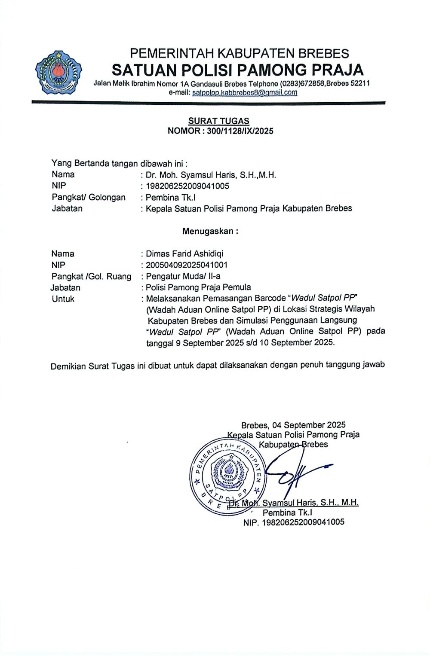 PEMERINTAH KABUPATEN BREBES
SATUAN POLISI PAMONG PRAJA
Jalan Malik Ibrahim Nomor 1A Gandasuli Brebes Telphone (0283)672858,Brebes 52211
e-mail: satpolpp.kabbrebes6@gmail.com
SURAT TUGAS
NOMOR : 300/1128/IX/2025
Yang Bertanda tangan dibawah ini :
Nama : Dr. Moh. Syamsul Haris, S.H.,M.H.
NIP : 198206252009041005
Pangkat/ Golongan : Pembina Tk.I
Jabatan : Kepala Satuan Polisi Pamong Praja Kabupaten Brebes
Menugaskan :
Nama : Dimas Farid Ashidiqi
NIP : 200504092025041001
Pangkat /Gol. Ruang : Pengatur Muda/ II-a
Jabatan : Polisi Pamong Praja Pemula
Untuk : Melaksanakan Pemasangan Barcode “Wadul Satpol PP”
(Wadah Aduan Online Satpol PP) di Lokasi Strategis Wilayah
Kabupaten Brebes dan Simulasi Penggunaan Langsung
“Wadul Satpol PP” (Wadah Aduan Online Satpol PP) pada
tanggal 9 September 2025 s/d 10 September 2025.
Demikian Surat Tugas ini dibuat untuk dapat dilaksanakan dengan penuh tanggung jawab
Brebes, 04 September 2025
Kepala Satuan Polisi Pamong Praja
Kabupaten Brebes
PEMERINTAH KABUPATEN
SATPOL PP
BREBES
Dr. Moh. Syamsul Haris, S.H., M.H.
Pembina Tk.I
NIP. 198206252009041005